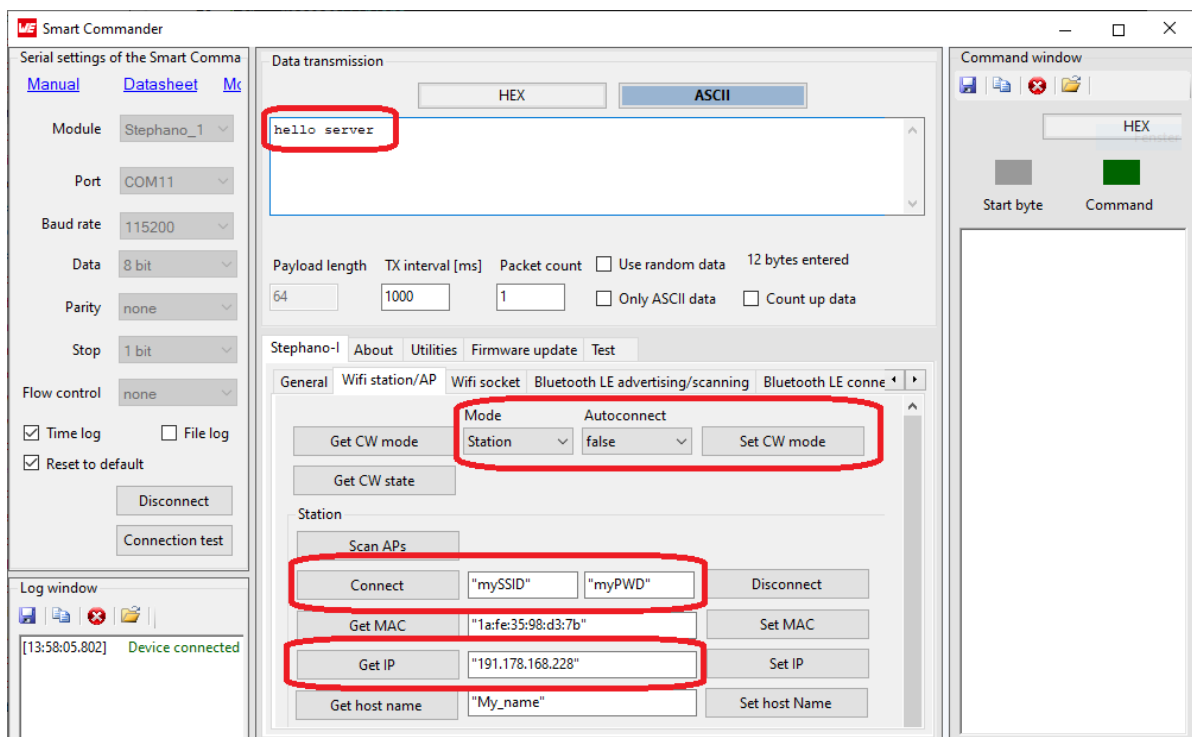 Smart Commander
Serial settings of the Smart Comma
Manual Datasheet Mo
Module Stephano_1
Port COM11
Baud rate 115200
Data 8 bit
Parity none
Stop 1 bit
Flow control none
Time log File log
Reset to default
Disconnect
Connection test
Log window
[13:58:05.802] Device connected
Data transmission
HEX ASCII
hello server
Payload length TX interval [ms] Packet count Use random data 12 bytes entered
64 1000 1 Only ASCII data Count up data
Stephano-I About Utilities Firmware update Test
General Wifi station/AP Wifi socket Bluetooth LE advertising/scanning Bluetooth LE conne
Mode Autoconnect
Get CW mode Station false Set CW mode
Get CW state
Station
Scan APs
Connect "mySSID" "myPWD" Disconnect
Get MAC "1a:fe:35:98:d3:7b" Set MAC
Get IP "191.178.168.228" Set IP
Get host name "My_name" Set host Name
Command window
HEX
Fenster
Start byte Command